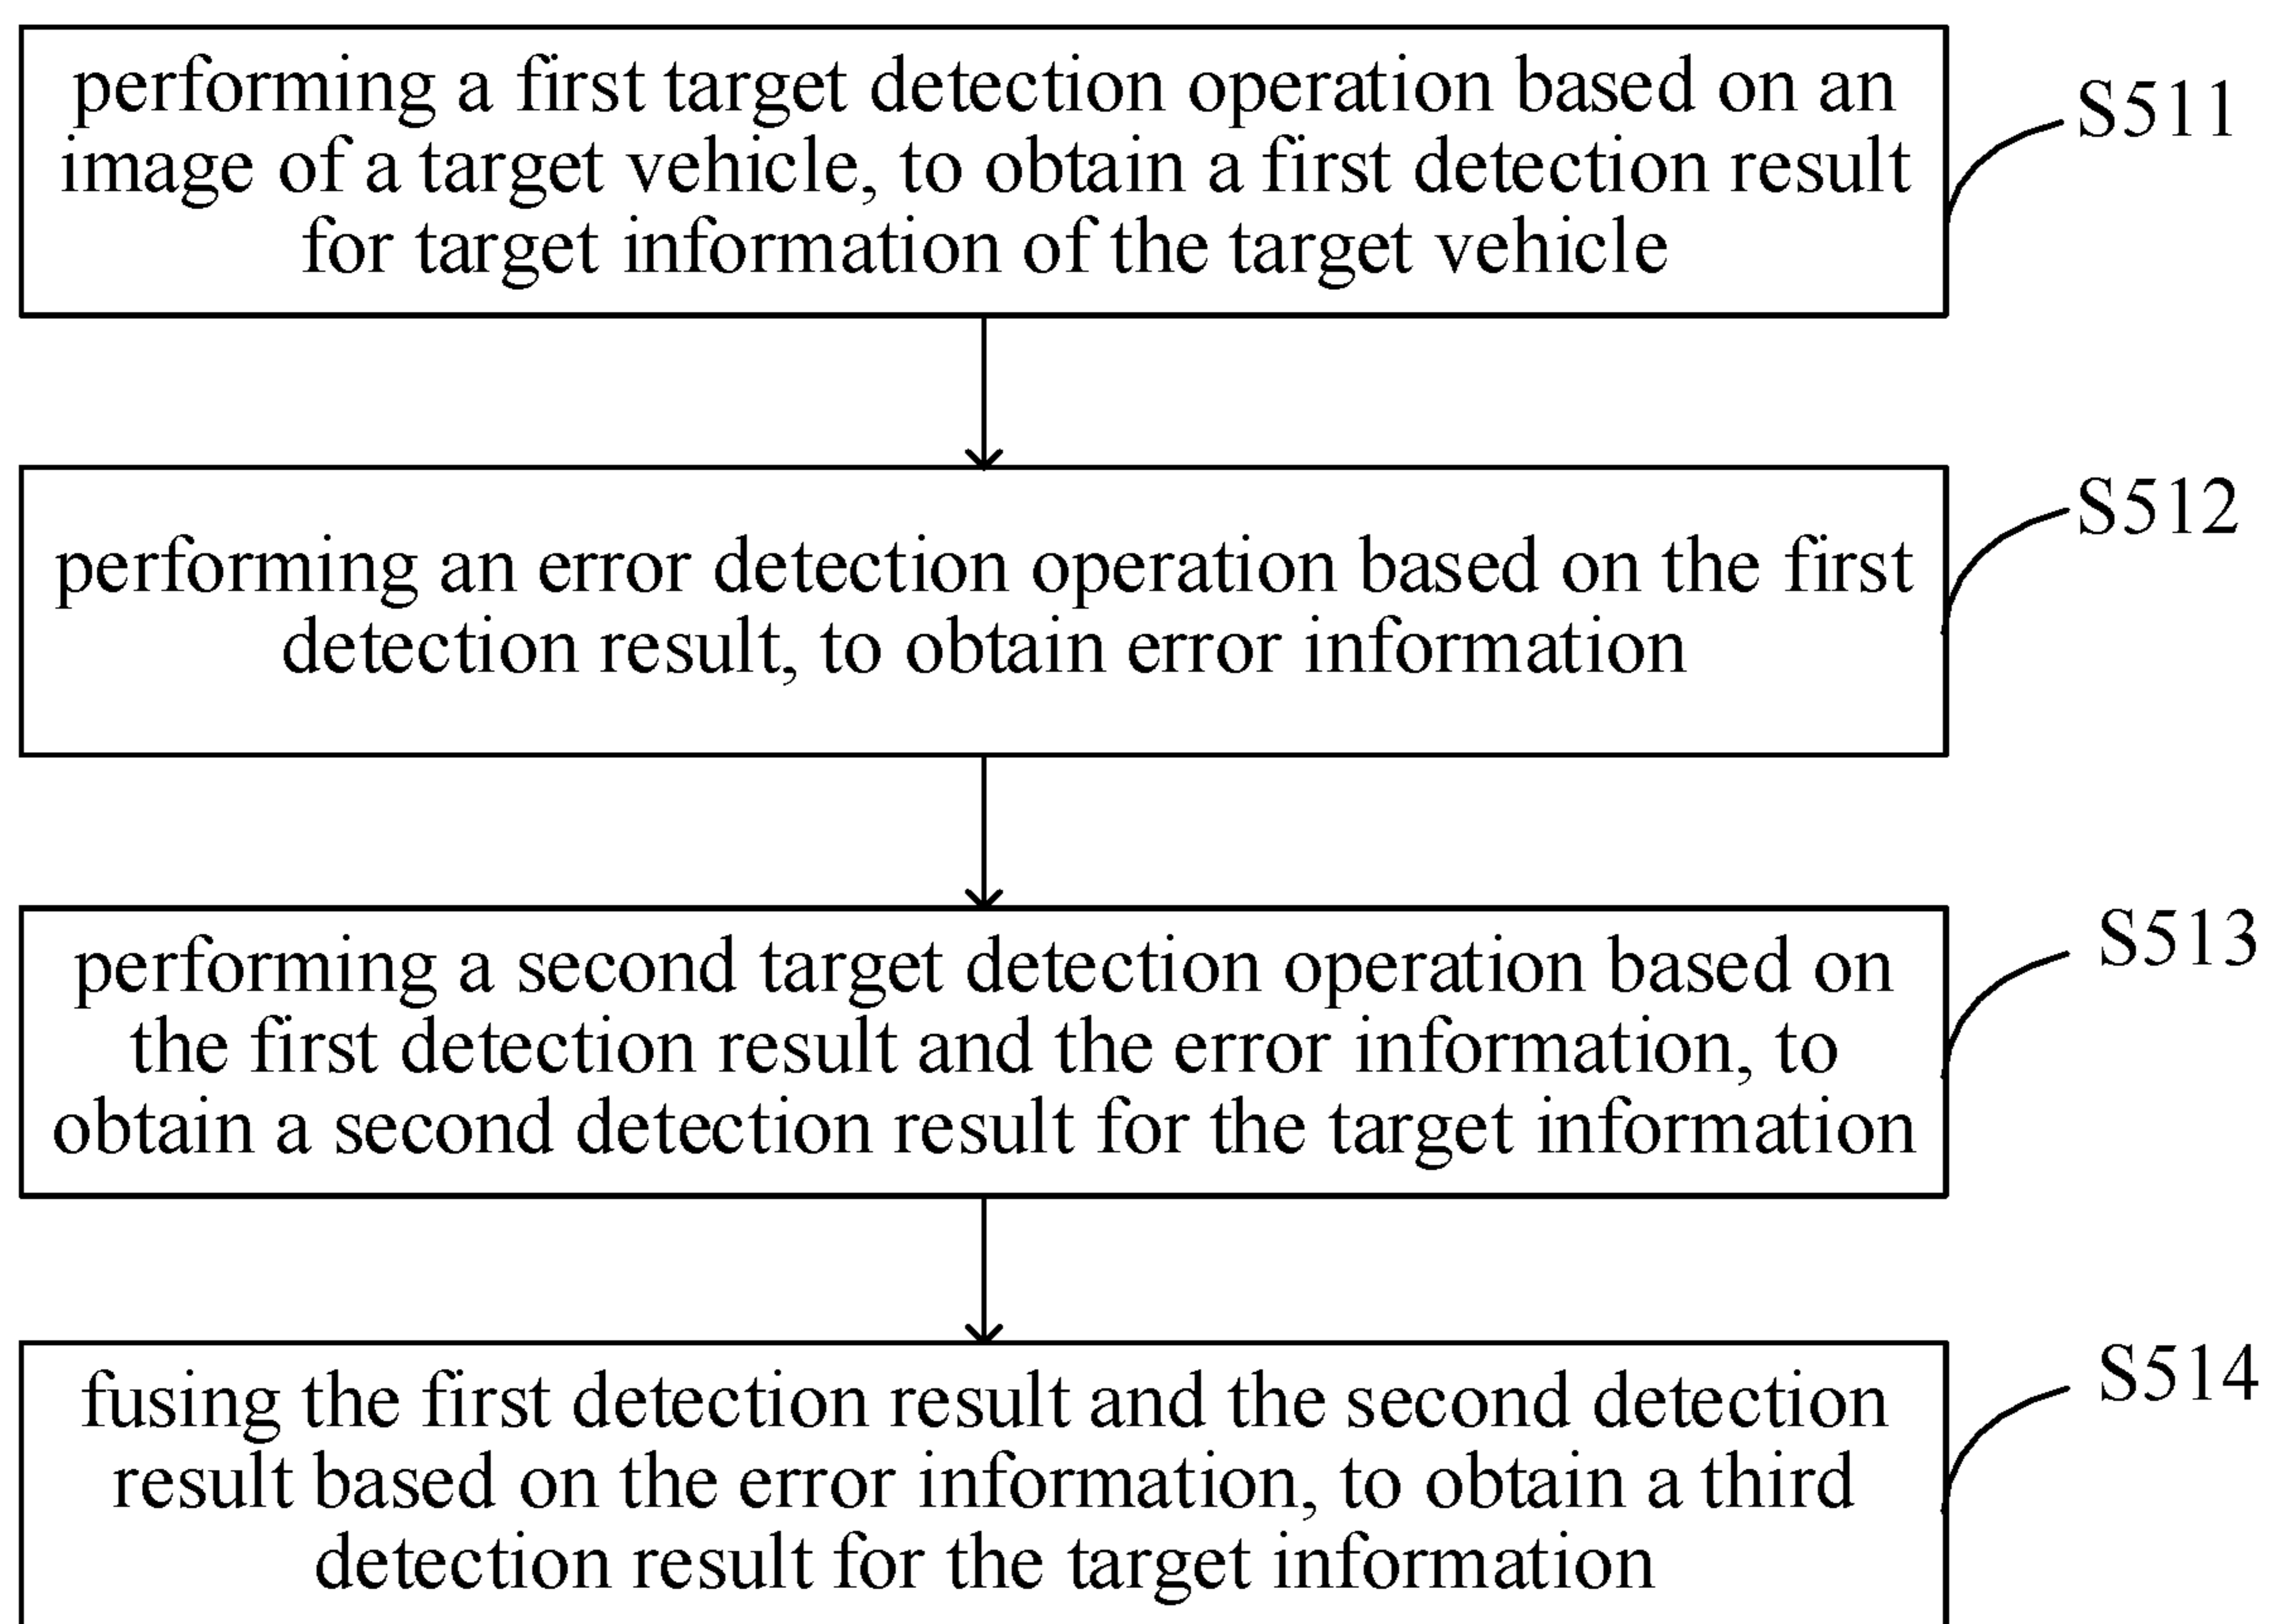 performing a first target detection operation based on an
image of a target vehicle, to obtain a first detection result
for target information of the target vehicle
S511
performing an error detection operation based on the first
detection result, to obtain error information
S512
performing a second target detection operation based on
the first detection result and the error information, to
obtain a second detection result for the target information
S513
fusing the first detection result and the second detection
result based on the error information, to obtain a third
detection result for the target information
S514